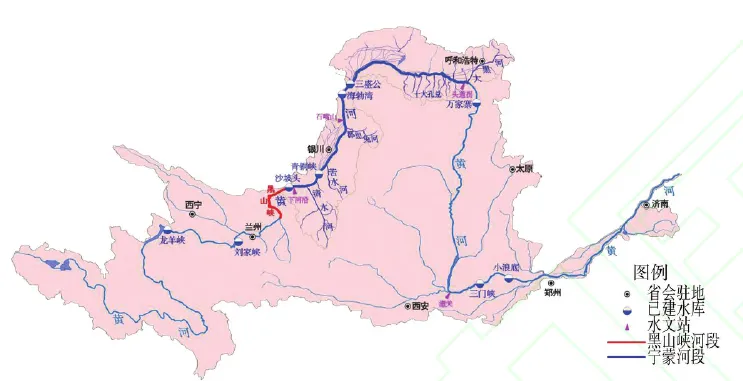 呼和浩特
黑
大
河
三盛公
海勃湾
十大孔兑
头道拐
万家寨
石嘴山
河
都思兔河
银川
青铜峡
沙坡头
黑
山
峡
黄
下河沿
苦
水
河
清
水
河
黄
太原
西宁
兰州
龙羊峡
刘家峡
河
济南
河
黄
小浪底
三门峡
郑州
西安
潼关
黄
河
图例
省会驻地
已建水库
水文站
黑山峡河段
宁蒙河段